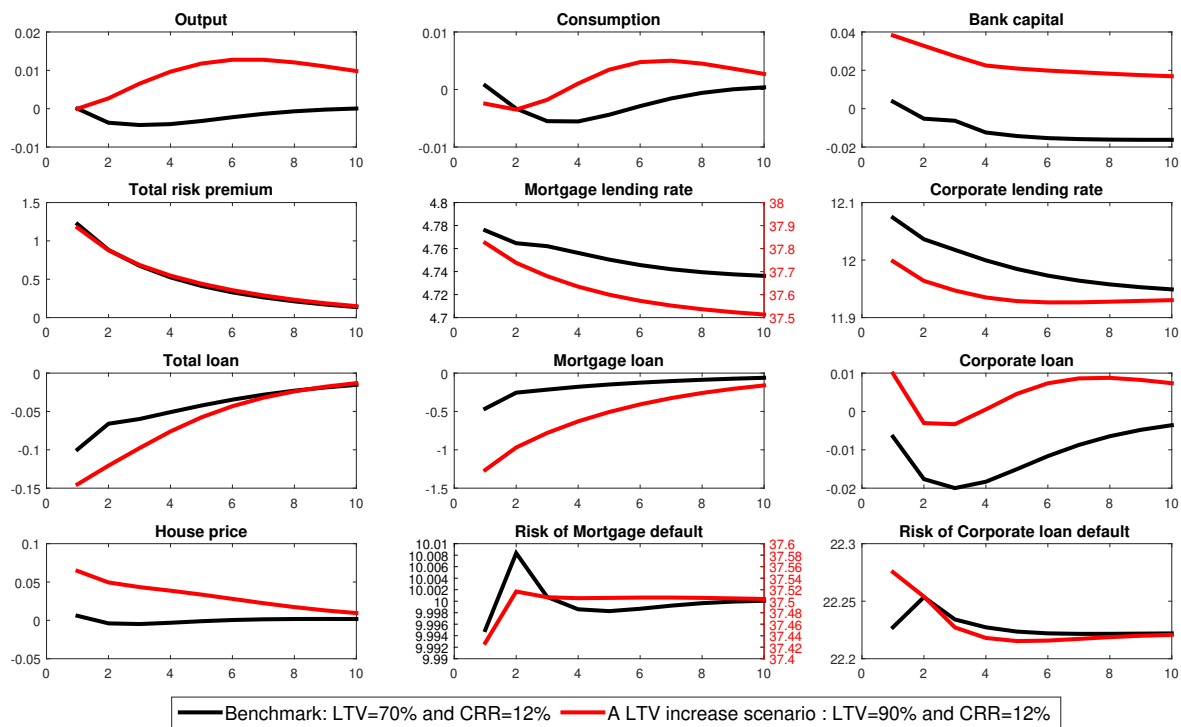 Output
0.02
0.01
0
-0.01
0 2 4 6 8 10
Consumption
0.01
0
-0.01
0 2 4 6 8 10
Bank capital
0.04
0.02
0
-0.02
0 2 4 6 8 10
Total risk premium
1.5
1
0.5
0
0 2 4 6 8 10
Mortgage lending rate
4.8
4.78
4.76
4.74
4.72
4.7
38
37.9
37.8
37.7
37.6
37.5
0 2 4 6 8 10
Corporate lending rate
12.1
12
11.9
0 2 4 6 8 10
Total loan
0
-0.05
-0.1
-0.15
0 2 4 6 8 10
Mortgage loan
0
-0.5
-1
-1.5
0 2 4 6 8 10
Corporate loan
0.01
0
-0.01
-0.02
0 2 4 6 8 10
House price
0.1
0.05
0
-0.05
0 2 4 6 8 10
Risk of Mortgage default
10.01
10.008
10.006
10.004
10.002
10
9.998
9.996
9.994
9.99
37.6
37.58
37.56
37.54
37.52
37.5
37.48
37.46
37.44
37.42
37.4
0 2 4 6 8 10
Risk of Corporate loan default
22.3
22.25
22.2
0 2 4 6 8 10
Benchmark: LTV=70% and CRR=12%
A LTV increase scenario : LTV=90% and CRR=12%